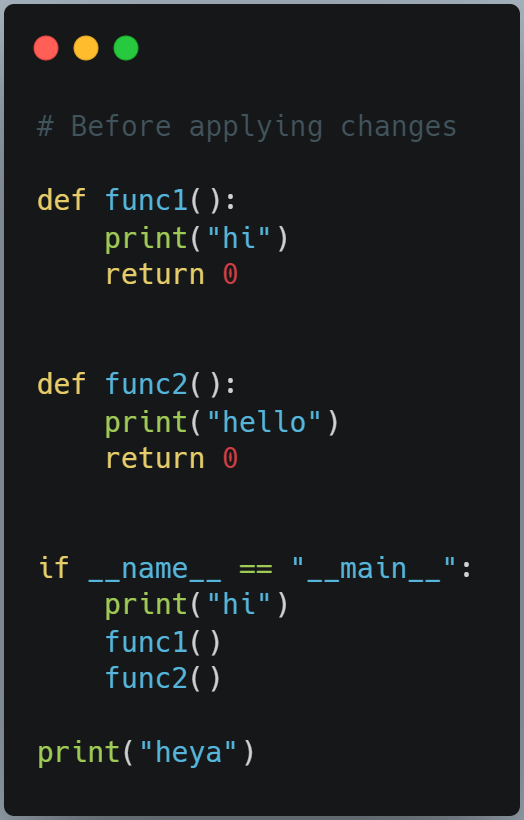 # Before applying changes
def func1():
    print("hi")
    return 0
def func2():
    print("hello")
    return 0
if __name__ == "__main__":
    print("hi")
    func1()
    func2()
print("heya")